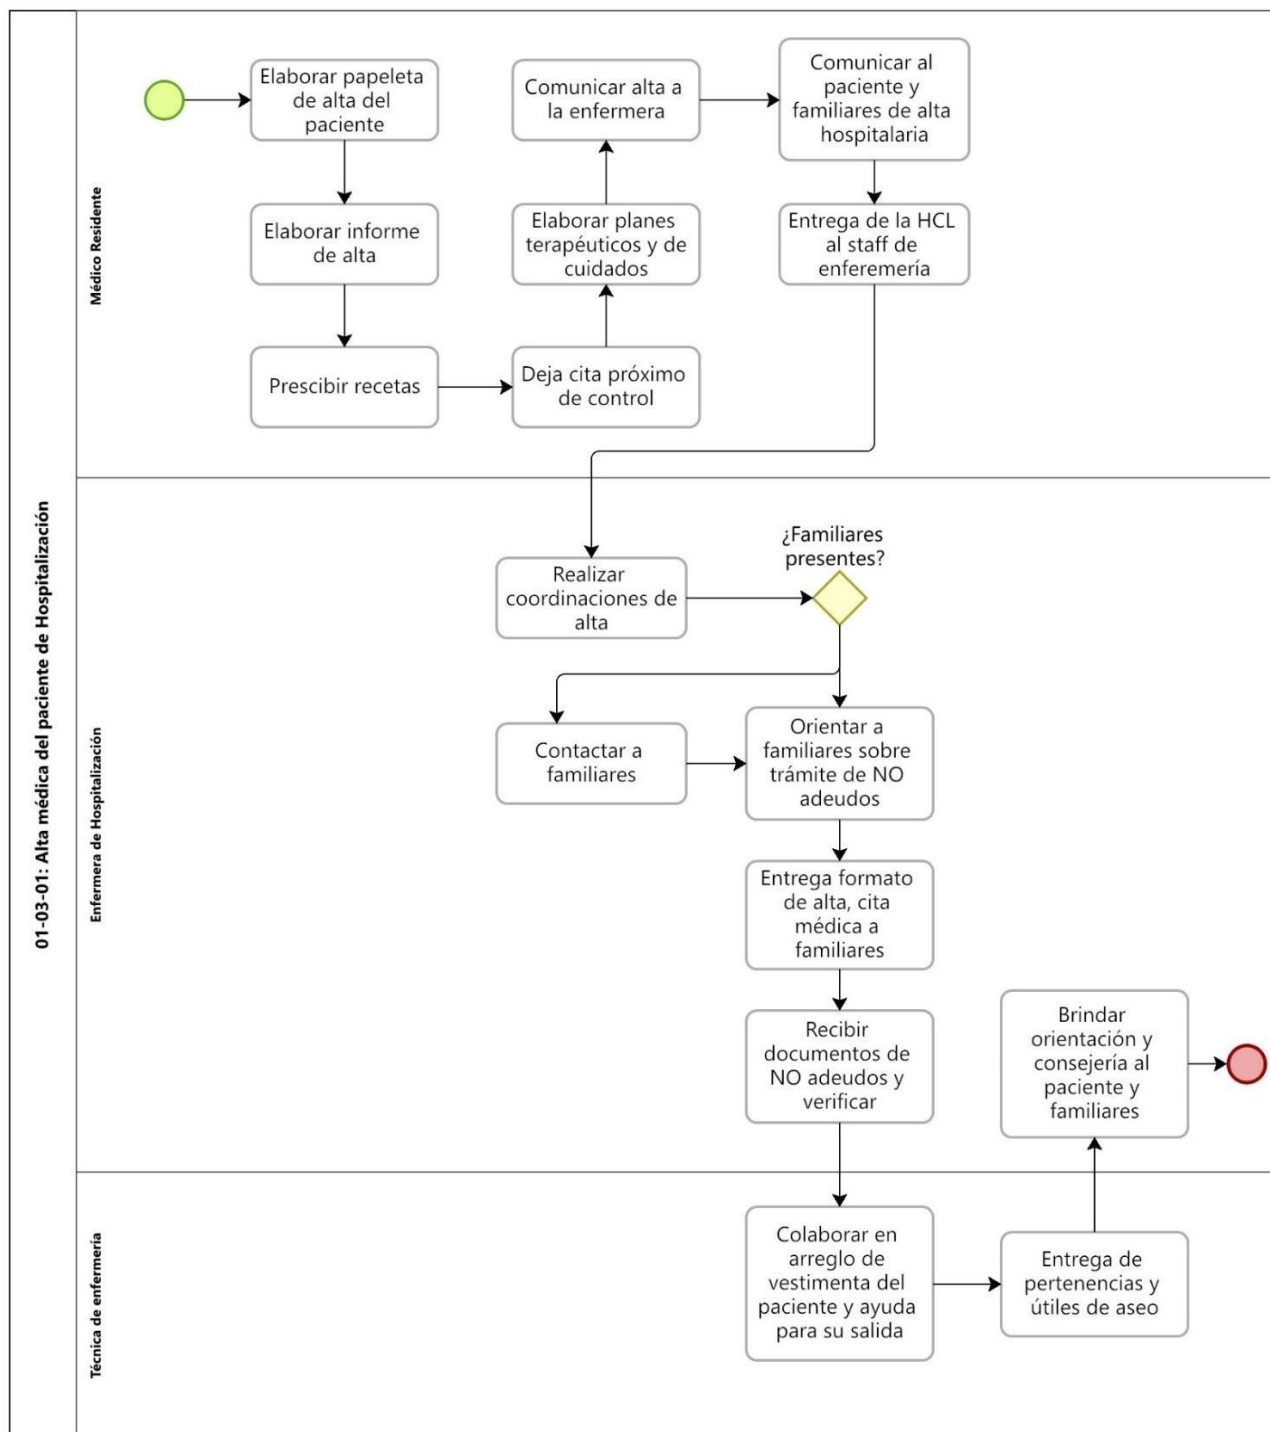 01-03-01: Alta médica del paciente de Hospitalización
Médico Residente
Elaborar papeleta
de alta del
paciente
Elaborar informe
de alta
Prescibir recetas
Deja cita próximo
de control
Elaborar planes
terapéuticos y de
cuidados
Comunicar alta a
la enfermera
Comunicar al
paciente y
familiares de alta
hospitalaria
Entrega de la HCL
al staff de
enferemería
Enfermera de Hospitalización
Realizar
coordinaciones de
alta
¿Familiares
presentes?
Contactar a
familiares
Orientar a
familiares sobre
trámite de NO
adeudos
Entrega formato
de alta, cita
médica a
familiares
Recibir
documentos de
NO adeudos y
verificar
Técnica de enfermería
Colaborar en
arreglo de
vestimenta del
paciente y ayuda
para su salida
Entrega de
pertenencias y
útiles de aseo
Brindar
orientación y
consejería al
paciente y
familiares